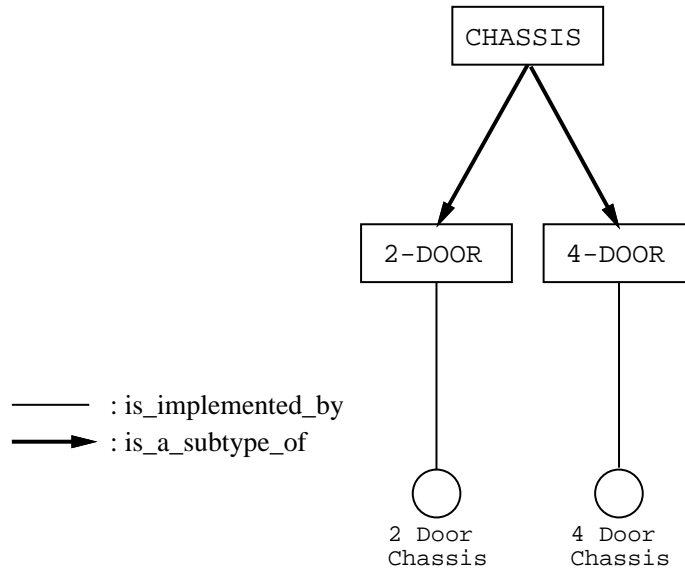 CHASSIS
2-DOOR
4-DOOR
: is_implemented_by
: is_a_subtype_of
2 Door
Chassis
4 Door
Chassis